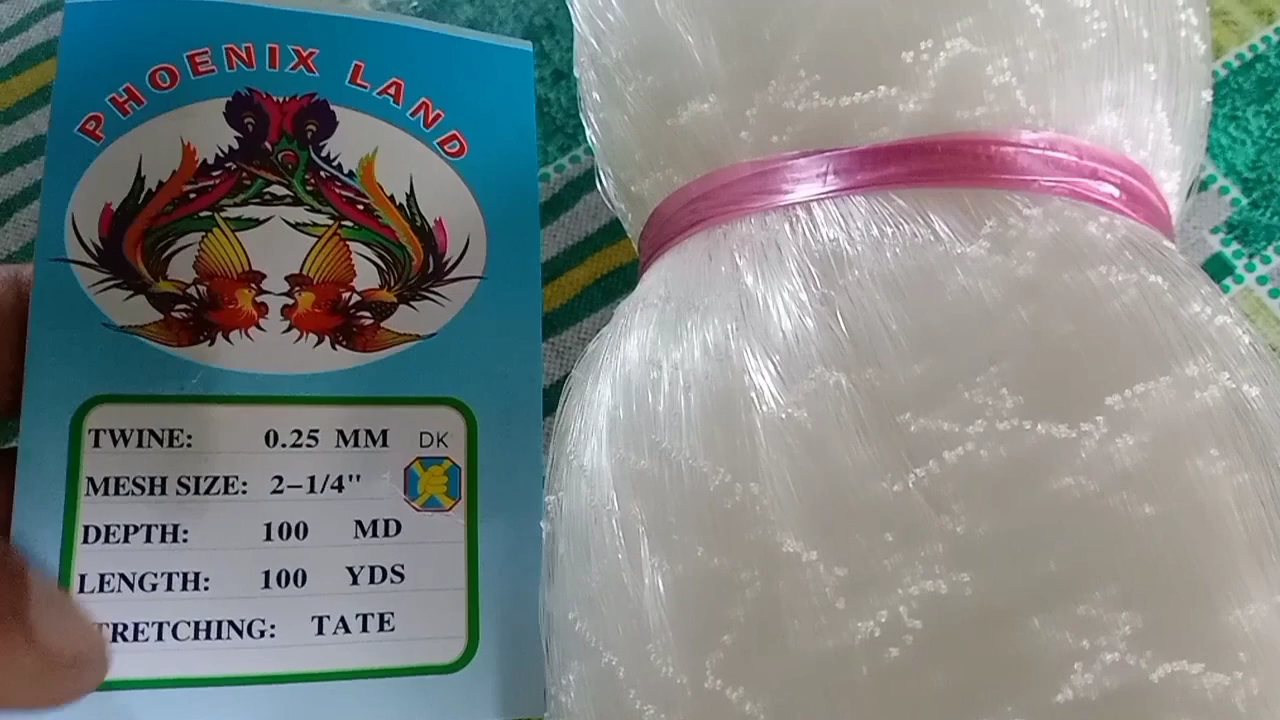 PHOENIX LAND
TWINE: 0.25 MM DK
MESH SIZE: 2-1/4"
DEPTH: 100 MD
LENGTH: 100 YDS
TRETCHING: TATE